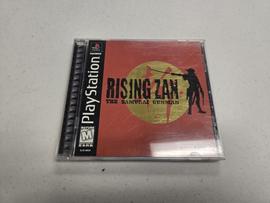 PlayStation
RISING ZAN
THE SAMURAI GUNMAN
M